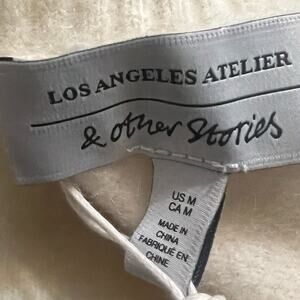 LOS ANGELES ATELIER
& other Stories
US M
CA M
MADE IN
CHINA
FABRIQUÉ EN
CHINE